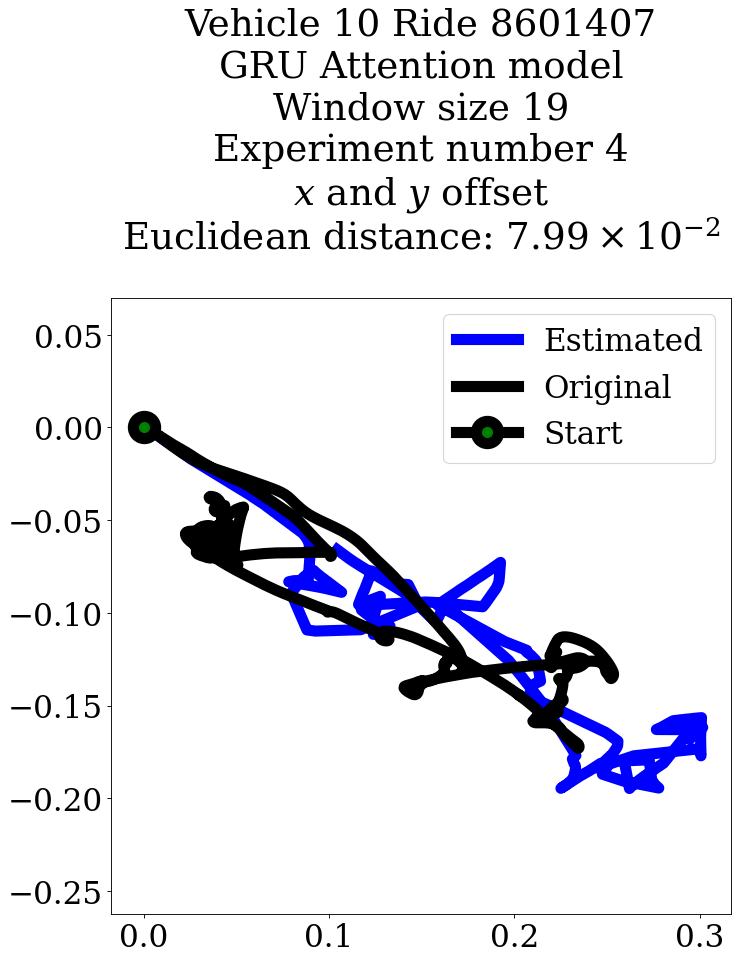 Vehicle 10 Ride 8601407
GRU Attention model
Window size 19
Experiment number 4
x and y offset
Euclidean distance: 7.99 × 10⁻²
Estimated
Original
Start
0.05
0.00
−0.05
−0.10
−0.15
−0.20
−0.25
0.0
0.1
0.2
0.3